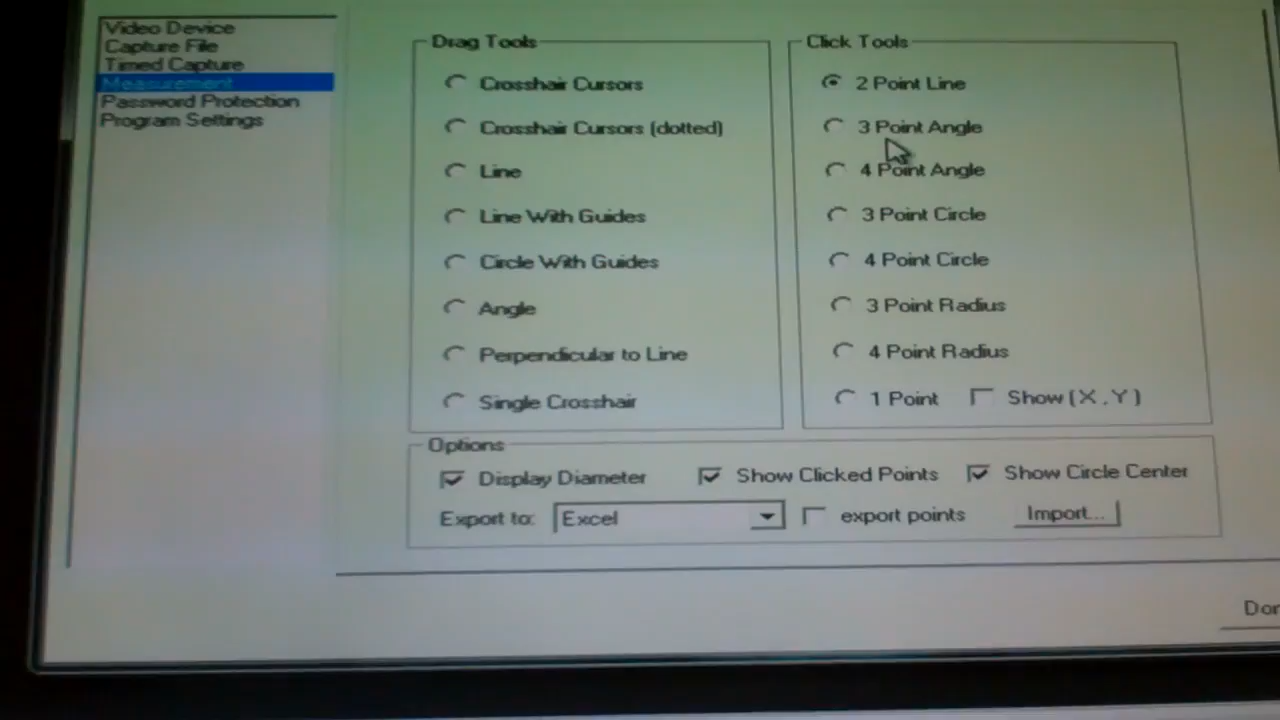 Video Device
Capture File
Timed Capture
Measurement
Password Protection
Program Settings
Drag Tools
Crosshair Cursors
Crosshair Cursors (dotted)
Line
Line With Guides
Circle With Guides
Angle
Perpendicular to Line
Single Crosshair
Click Tools
2 Point Line
3 Point Angle
4 Point Angle
3 Point Circle
4 Point Circle
3 Point Radius
4 Point Radius
1 Point Show (X,Y)
Options
Display Diameter Show Clicked Points Show Circle Center
Export to: Excel export points Import...